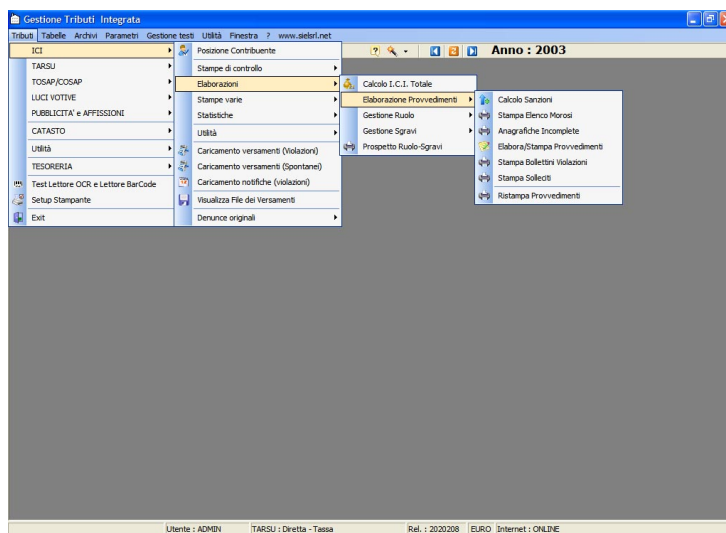 Gestione Tributi Integrata
Tributi Tabelle Archivi Parametri Gestione testi Utilità Finestra ? www.sielsrl.net
Anno : 2003
ICI
TARSU
TOSAP/COSAP
LUCI VOTIVE
PUBBLICITA' e AFFISSIONI
CATASTO
Utilità
TESORERIA
Test Lettore OCR e Lettore BarCode
Setup Stampante
Exit
Posizione Contribuente
Stampe di controllo
Elaborazioni
Stampe varie
Statistiche
Utilità
Caricamento versamenti (Violazioni)
Caricamento versamenti (Spontanei)
Caricamento notifiche (violazioni)
Visualizza File dei Versamenti
Denunce originali
Calcolo I.C.I. Totale
Elaborazione Provvedimenti
Gestione Ruolo
Gestione Sgravi
Prospetto Ruolo-Sgravi
Calcolo Sanzioni
Stampa Elenco Morosi
Anagrafiche Incomplete
Elabora/Stampa Provvedimenti
Stampa Bollettini Violazioni
Stampa Solleciti
Ristampa Provvedimenti
Utente : ADMIN TARSU : Diretta - Tassa Rel. : 2020208 EURO Internet : ONLINE